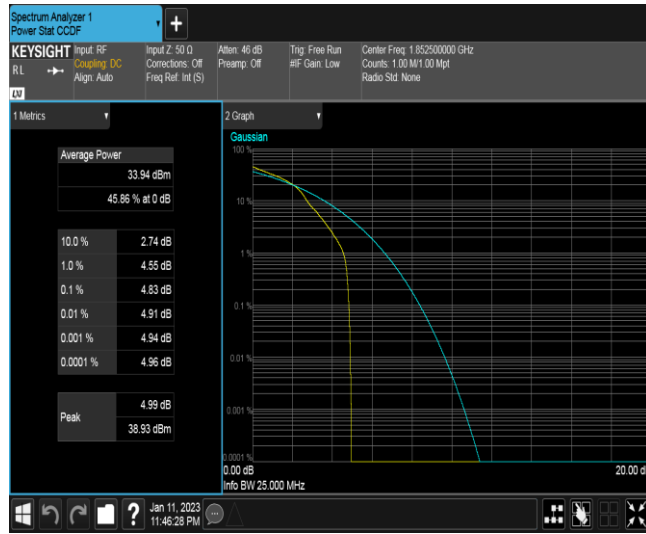 Spectrum Analyzer 1
Power Stat CCDF
KEYSIGHT
Input: RF
Coupling: DC
Align: Auto
Input Z: 50 Ω
Corrections: Off
Freq Ref: Int (S)
Atten: 46 dB
Preamp: Off
Trig: Free Run
#IF Gain: Low
Center Freq: 1.852500000 GHz
Counts: 1.00 M/1.00 Mpt
Radio Std: None
R L
LXI
1 Metrics
Average Power
33.94 dBm
45.86 % at 0 dB
10.0 % 2.74 dB
1.0 % 4.55 dB
0.1 % 4.83 dB
0.01 % 4.91 dB
0.001 % 4.94 dB
0.0001 % 4.96 dB
Peak
4.99 dB
38.93 dBm
2 Graph
Gaussian
100 %
10 %
1 %
0.1 %
0.01 %
0.001 %
0.0001 %
0.00 dB
20.00 d
Info BW 25.000 MHz
?
Jan 11, 2023
11:46:28 PM